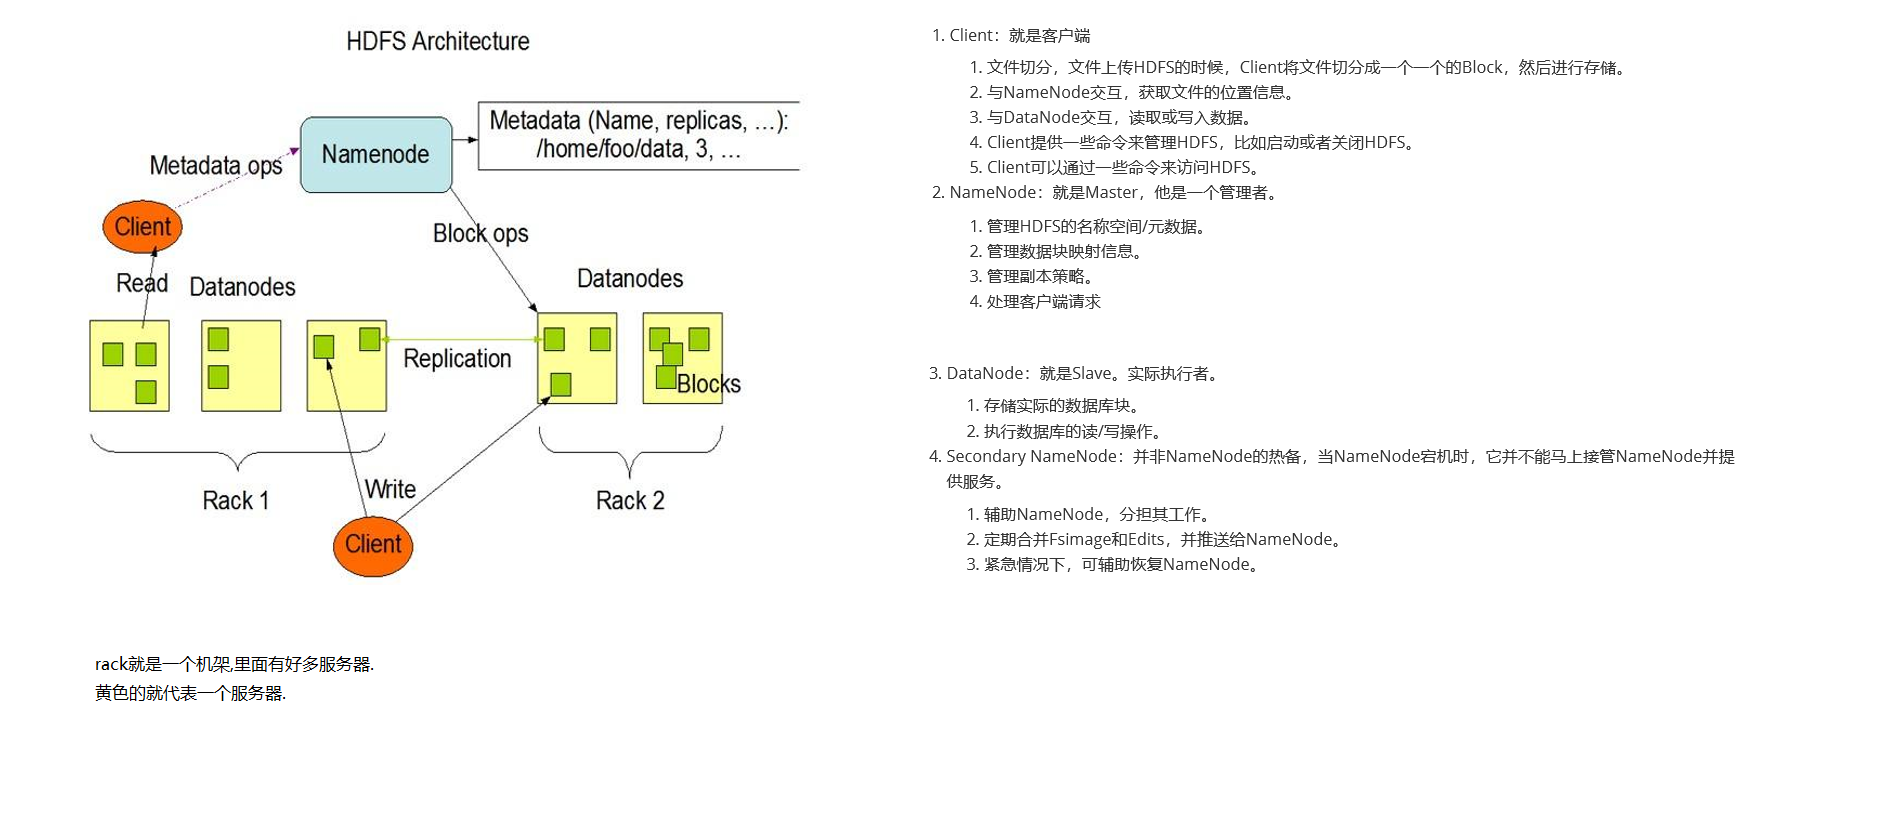 HDFS Architecture
Metadata (Name, replicas, …):
/home/foo/data, 3, …
Namenode
Metadata ops
Client
Block ops
Read
Datanodes
Datanodes
Replication
Blocks
Rack 1
Write
Rack 2
Client
rack就是一个机架,里面有好多服务器.
黄色的就代表一个服务器.
1. Client：就是客户端
1. 文件切分，文件上传HDFS的时候，Client将文件切分成一个一个的Block，然后进行存储。
2. 与NameNode交互，获取文件的位置信息。
3. 与DataNode交互，读取或写入数据。
4. Client提供一些命令来管理HDFS，比如启动或者关闭HDFS。
5. Client可以通过一些命令来访问HDFS。
2. NameNode：就是Master，他是一个管理者。
1. 管理HDFS的名称空间/元数据。
2. 管理数据块映射信息。
3. 管理副本策略。
4. 处理客户端请求
3. DataNode：就是Slave。实际执行者。
1. 存储实际的数据库块。
2. 执行数据库的读/写操作。
4. Secondary NameNode：并非NameNode的热备，当NameNode宕机时，它并不能马上接管NameNode并提
供服务。
1. 辅助NameNode，分担其工作。
2. 定期合并Fsimage和Edits，并推送给NameNode。
3. 紧急情况下，可辅助恢复NameNode。